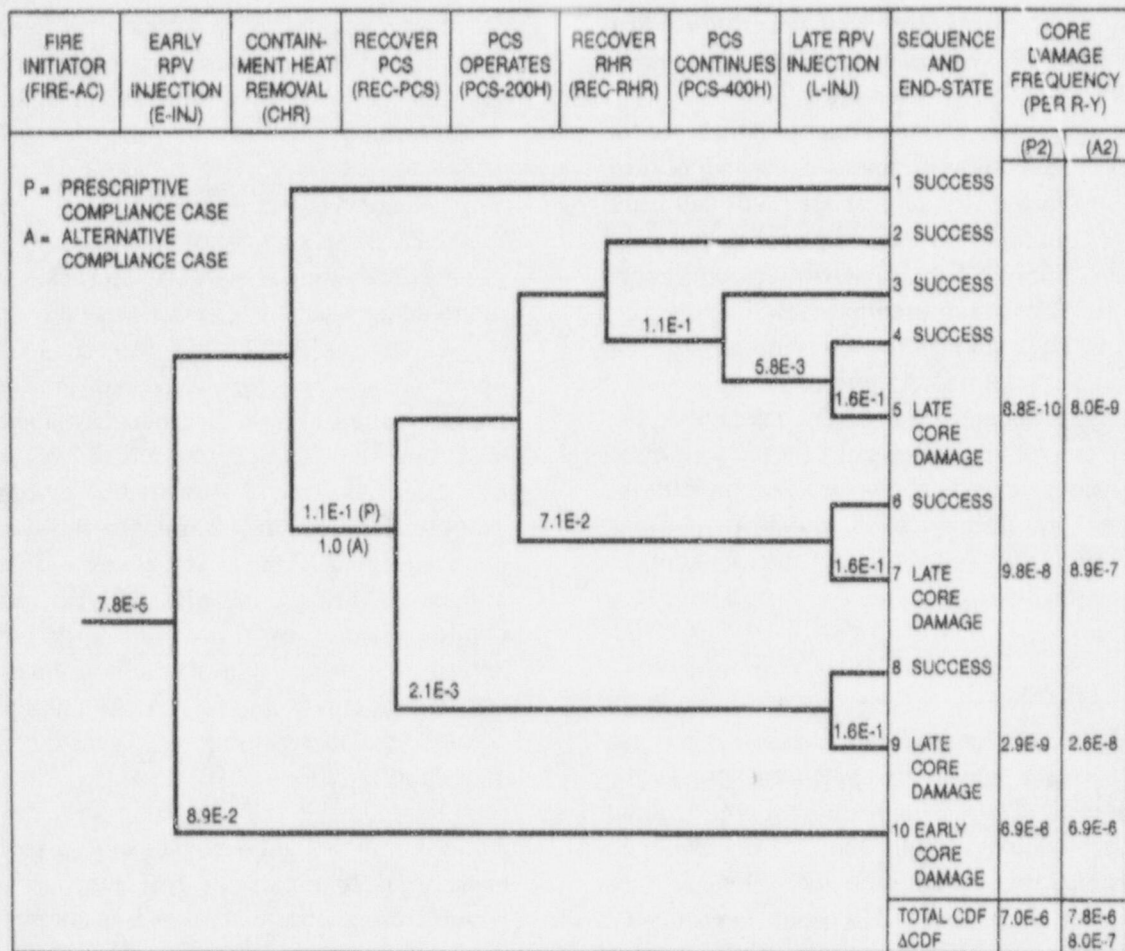 FIRE INITIATOR (FIRE-AC)
EARLY RPV INJECTION (E-INJ)
CONTAIN-MENT HEAT REMOVAL (CHR)
RECOVER PCS (REC-PCS)
PCS OPERATES (PCS-200H)
RECOVER RHR (REC-RHR)
PCS CONTINUES (PCS-400H)
LATE RPV INJECTION (L-INJ)
SEQUENCE AND END-STATE
CORE DAMAGE FREQUENCY (PER R-Y)
(P2) (A2)
P = PRESCRIPTIVE
COMPLIANCE CASE
A = ALTERNATIVE
COMPLIANCE CASE
1 SUCCESS
2 SUCCESS
3 SUCCESS
1.1E-1
4 SUCCESS
5.8E-3
1.6E-1
5 LATE CORE DAMAGE 8.8E-10 8.0E-9
6 SUCCESS
1.1E-1 (P)
1.0 (A)
7.1E-2
1.6E-1
7 LATE CORE DAMAGE 9.8E-8 8.9E-7
7.8E-5
8 SUCCESS
2.1E-3
1.6E-1
9 LATE CORE DAMAGE 2.9E-9 2.6E-8
8.9E-2
10 EARLY CORE DAMAGE 6.9E-6 6.9E-6
TOTAL CDF 7.0E-6 7.8E-6
ΔCDF 8.0E-7